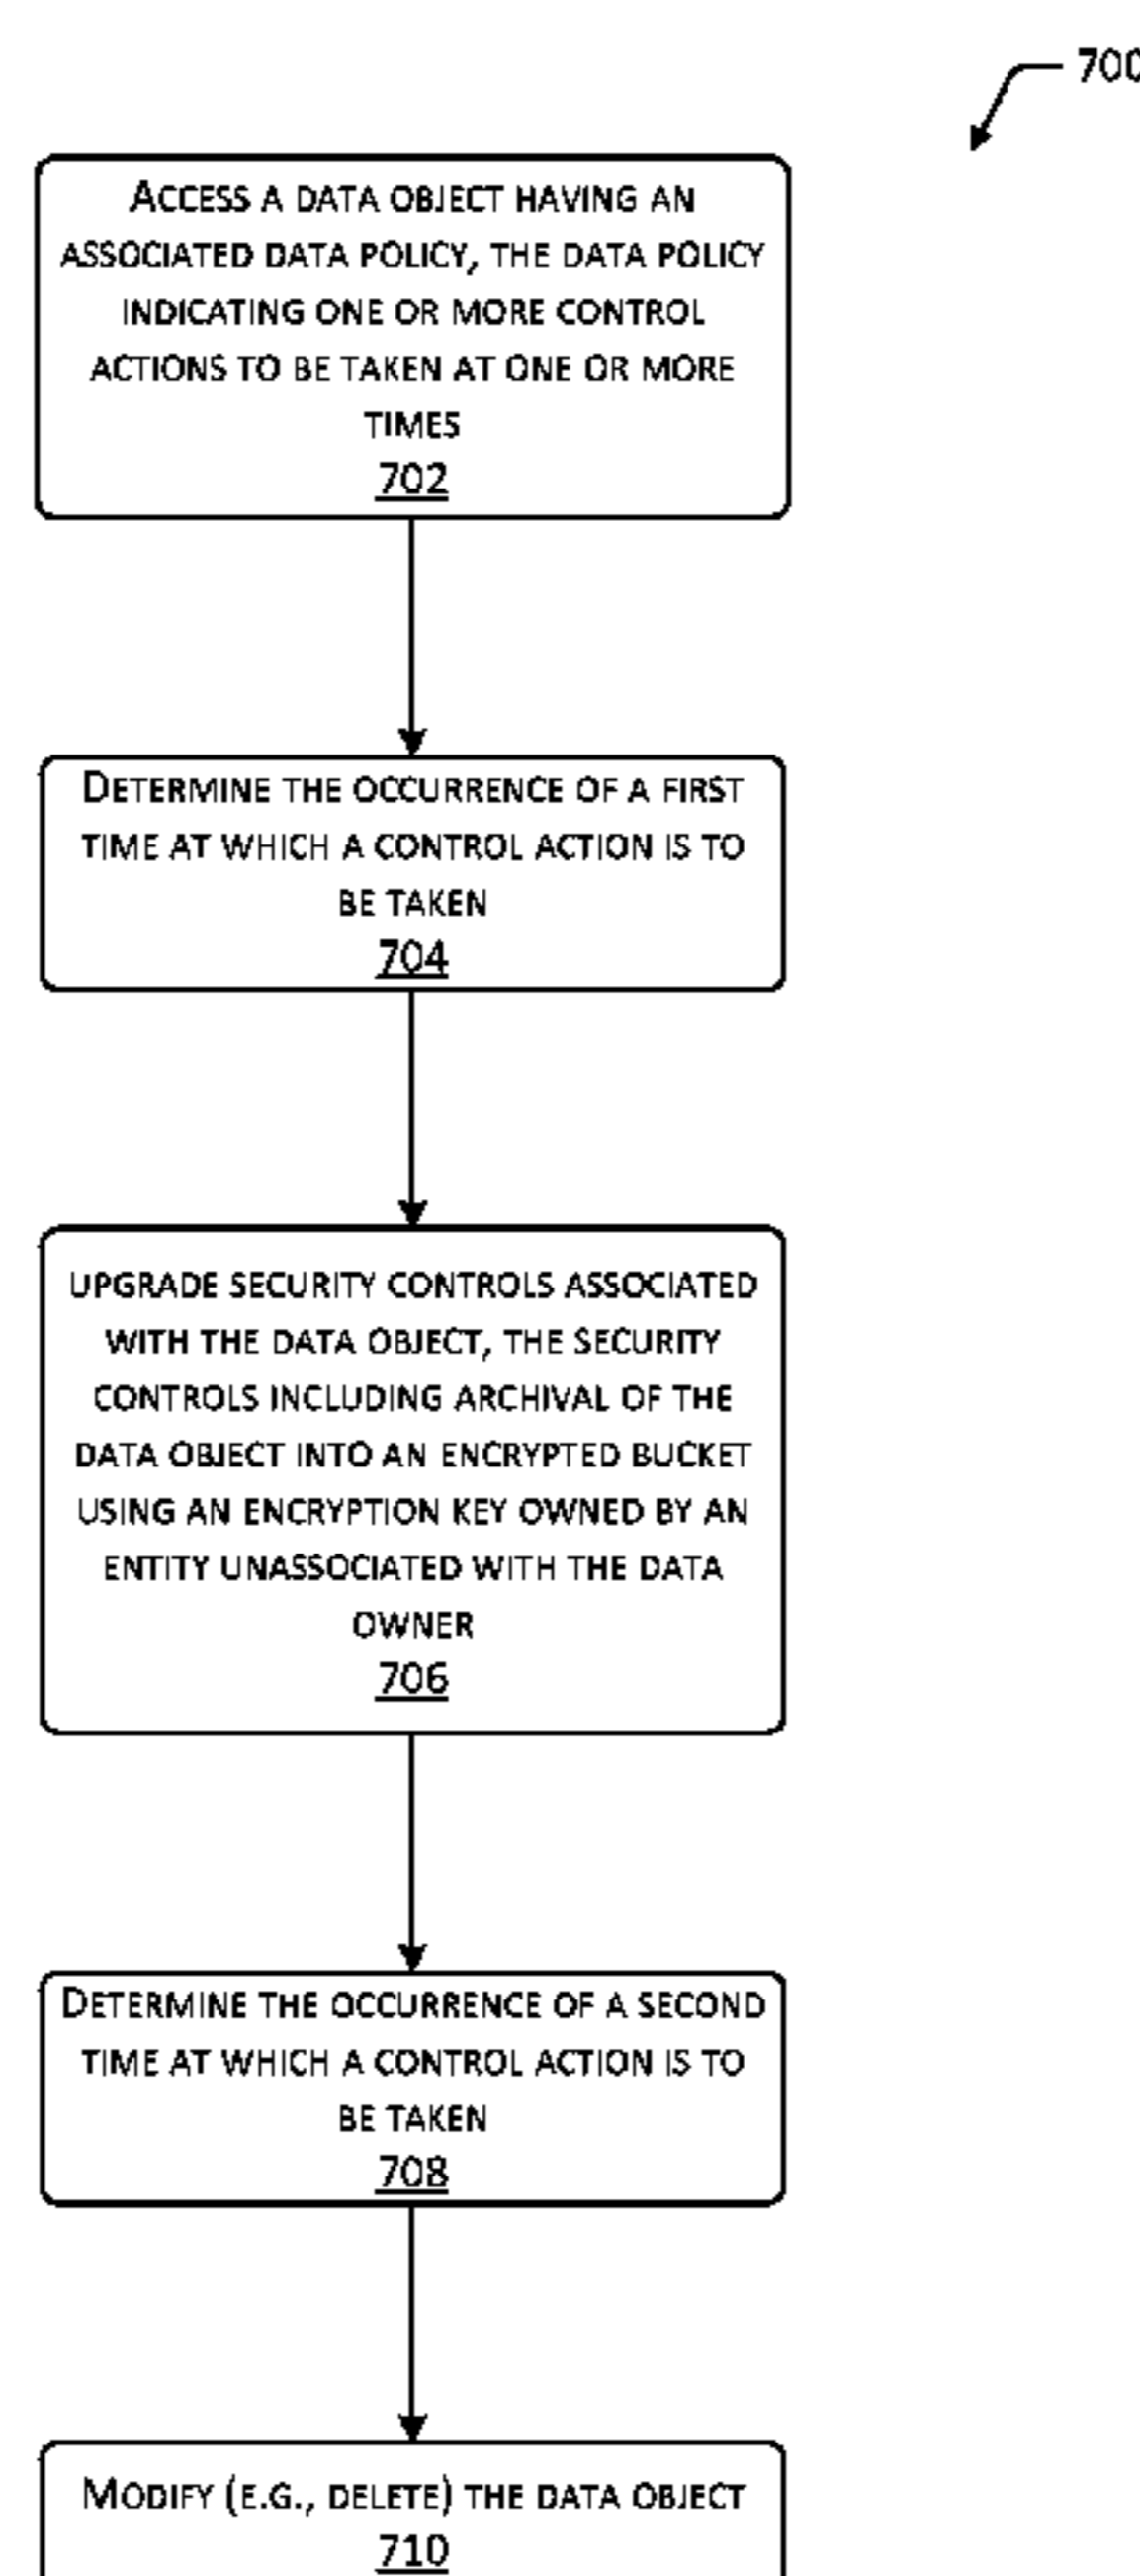 700
ACCESS A DATA OBJECT HAVING AN
ASSOCIATED DATA POLICY, THE DATA POLICY
INDICATING ONE OR MORE CONTROL
ACTIONS TO BE TAKEN AT ONE OR MORE
TIMES
702
DETERMINE THE OCCURRENCE OF A FIRST
TIME AT WHICH A CONTROL ACTION IS TO
BE TAKEN
704
UPGRADE SECURITY CONTROLS ASSOCIATED
WITH THE DATA OBJECT, THE SECURITY
CONTROLS INCLUDING ARCHIVAL OF THE
DATA OBJECT INTO AN ENCRYPTED BUCKET
USING AN ENCRYPTION KEY OWNED BY AN
ENTITY UNASSOCIATED WITH THE DATA
OWNER
706
DETERMINE THE OCCURRENCE OF A SECOND
TIME AT WHICH A CONTROL ACTION IS TO
BE TAKEN
708
MODIFY (E.G., DELETE) THE DATA OBJECT
710